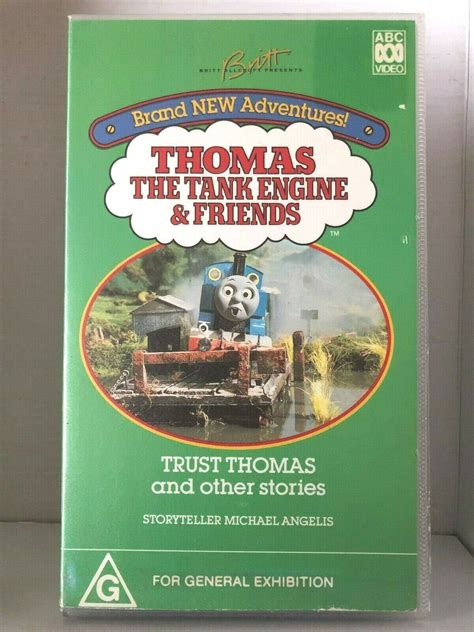 Britt
BRITT ALLCROFT PRESENTS
ABC
VIDEO
Brand NEW Adventures!
THOMAS
THE TANK ENGINE
& FRIENDS
TM
TRUST THOMAS
and other stories
STORYTELLER MICHAEL ANGELIS
G
FOR GENERAL EXHIBITION